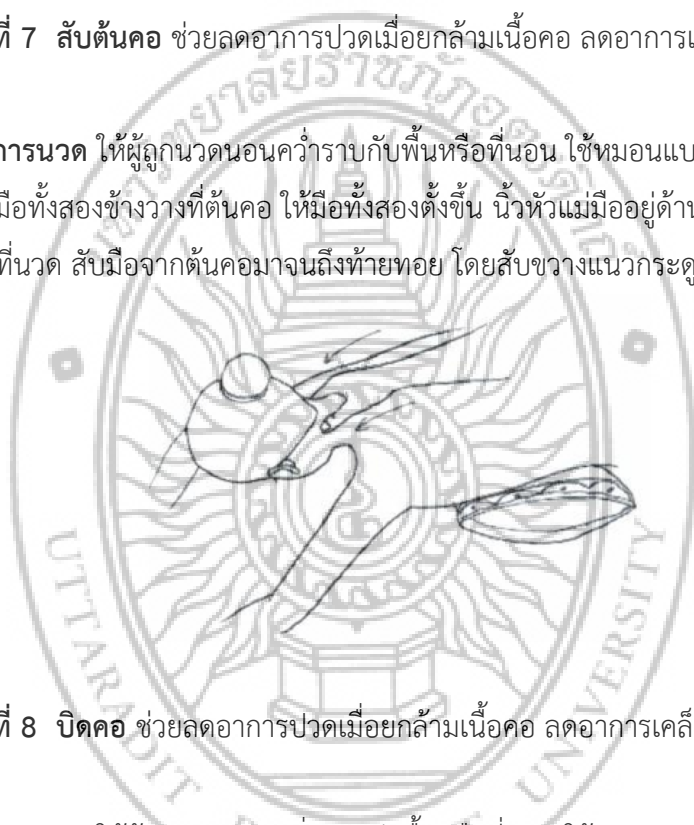 ที่ 7 สับต้นคอ ช่วยลดอาการปวดเมื่อยกล้ามเนื้อคอ ลดอาการเ
การนวด ให้ผู้ถูกนวดนอนคว่ำราบกับพื้นหรือที่นอน ใช้หมอนแบ
มือทั้งสองข้างวางที่ต้นคอ ให้มือทั้งสองตั้งขึ้น นิ้วหัวแม่มืออยู่ด้าน
ที่นวด สับมือจากต้นคอมาจนถึงท้ายทอย โดยสับขวางแนวกระดู
ที่ 8 บิดคอ ช่วยลดอาการปวดเมื่อยกล้ามเนื้อคอ ลดอาการเคล็
UTTARADIT UNIVERSITY